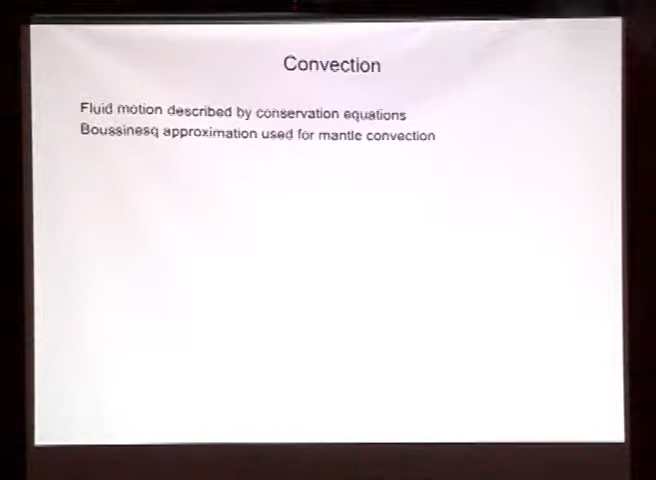 Convection
Fluid motion described by conservation equations
Boussinesq approximation used for mantle convection